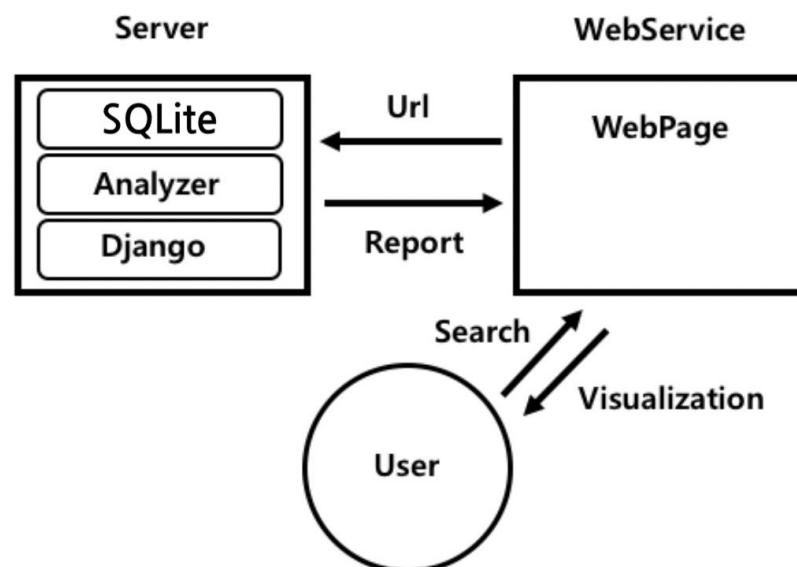 Server
WebService
SQLite
Analyzer
Django
Url
Report
WebPage
Search
Visualization
User